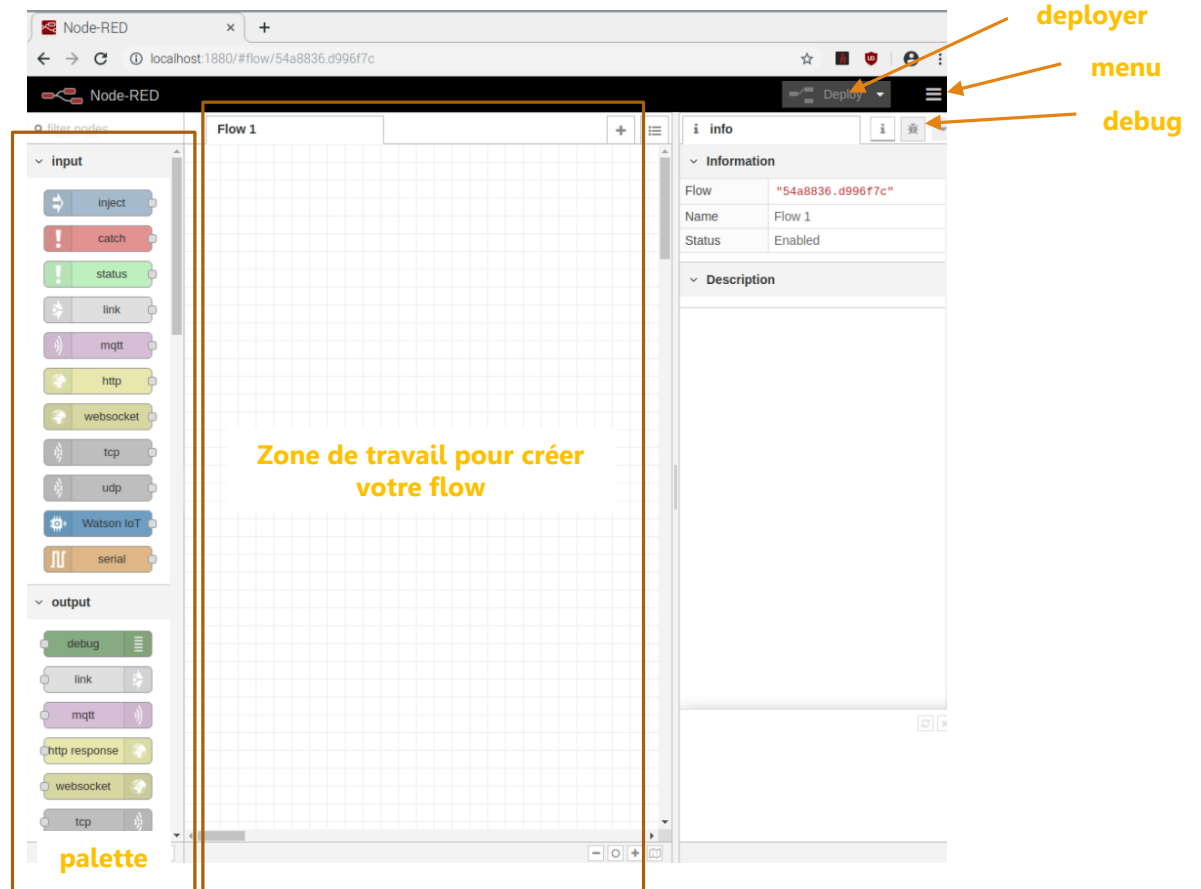 Node-RED
deployer
localhost:1880/#flow/54a8836.d996f7c
menu
Node-RED
Deploy
debug
filter nodes
Flow 1
i info
i
input
Information
inject
Flow
"54a8836.d996f7c"
Name
Flow 1
catch
Status
Enabled
status
Description
link
mqtt
http
websocket
Zone de travail pour créer
votre flow
tcp
udp
Watson IoT
serial
output
debug
link
mqtt
http response
websocket
tcp
palette